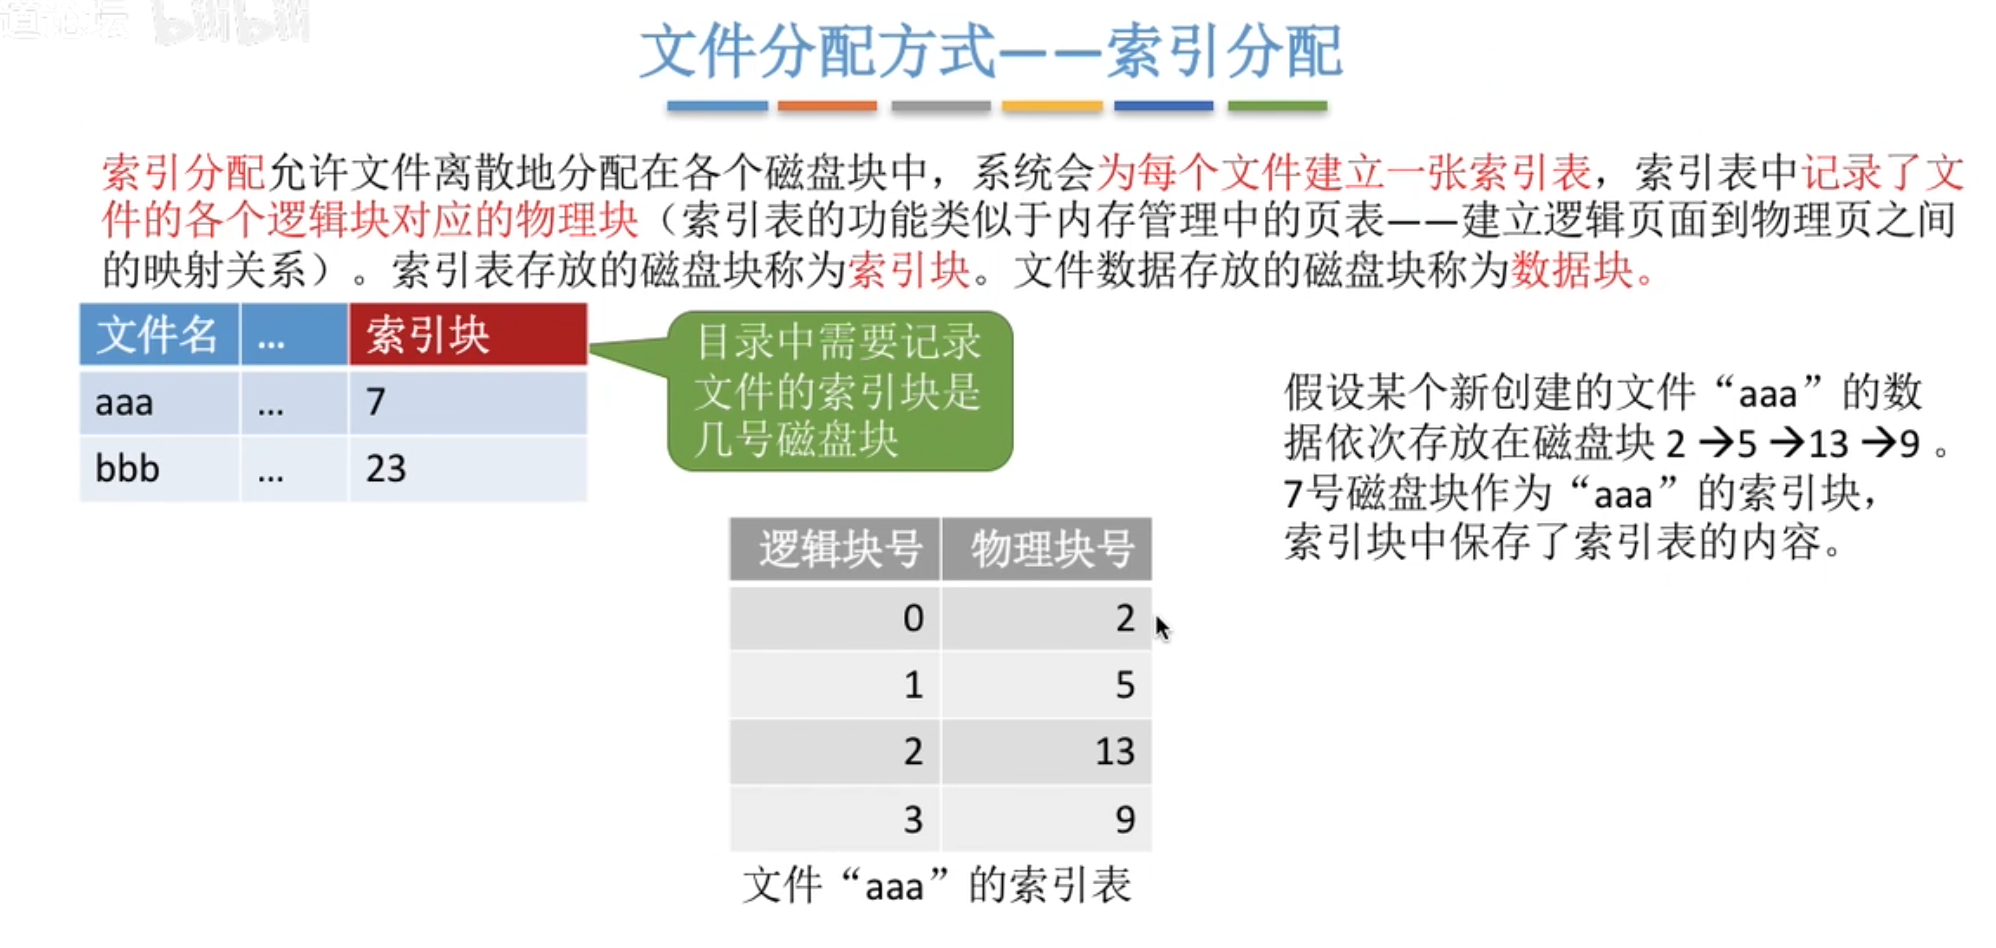 道论坛 bilibili
文件分配方式——索引分配
索引分配允许文件离散地分配在各个磁盘块中，系统会为每个文件建立一张索引表，索引表中记录了文
件的各个逻辑块对应的物理块（索引表的功能类似于内存管理中的页表——建立逻辑页面到物理页之间
的映射关系）。索引表存放的磁盘块称为索引块。文件数据存放的磁盘块称为数据块。
文件名 ... 索引块
aaa ... 7
bbb ... 23
目录中需要记录
文件的索引块是
几号磁盘块
假设某个新创建的文件“aaa”的数
据依次存放在磁盘块 2 →5 →13 →9 。
7号磁盘块作为“aaa”的索引块，
索引块中保存了索引表的内容。
逻辑块号 物理块号
0 2
1 5
2 13
3 9
文件“aaa”的索引表